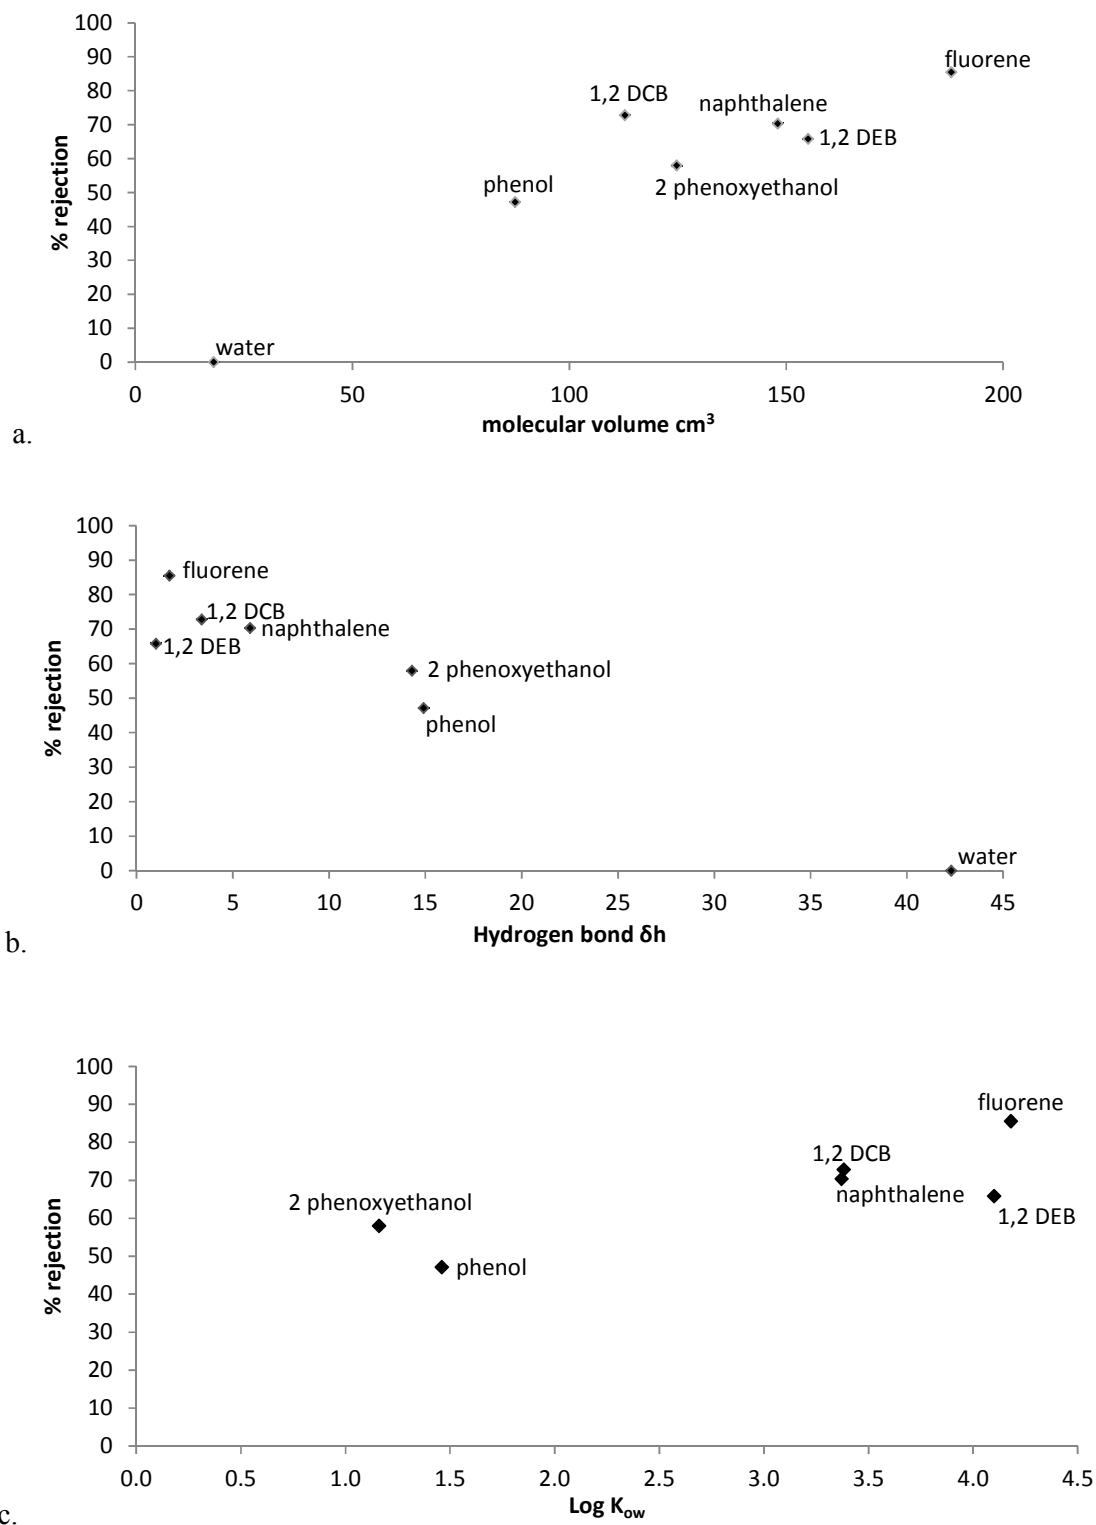 100
90
80
70
60
50
40
30
20
10
0
% rejection
fluorene
1,2 DCB
naphthalene
1,2 DEB
2 phenoxyethanol
phenol
water
0 50 100 150 200
molecular volume cm³
a.
100
90
80
70
60
50
40
30
20
10
0
% rejection
fluorene
1,2 DCB
naphthalene
1,2 DEB
2 phenoxyethanol
phenol
water
0 5 10 15 20 25 30 35 40 45
Hydrogen bond δh
b.
100
90
80
70
60
50
40
30
20
10
0
% rejection
fluorene
1,2 DCB
naphthalene
2 phenoxyethanol
1,2 DEB
phenol
0.0 0.5 1.0 1.5 2.0 2.5 3.0 3.5 4.0 4.5
Log Kow
c.